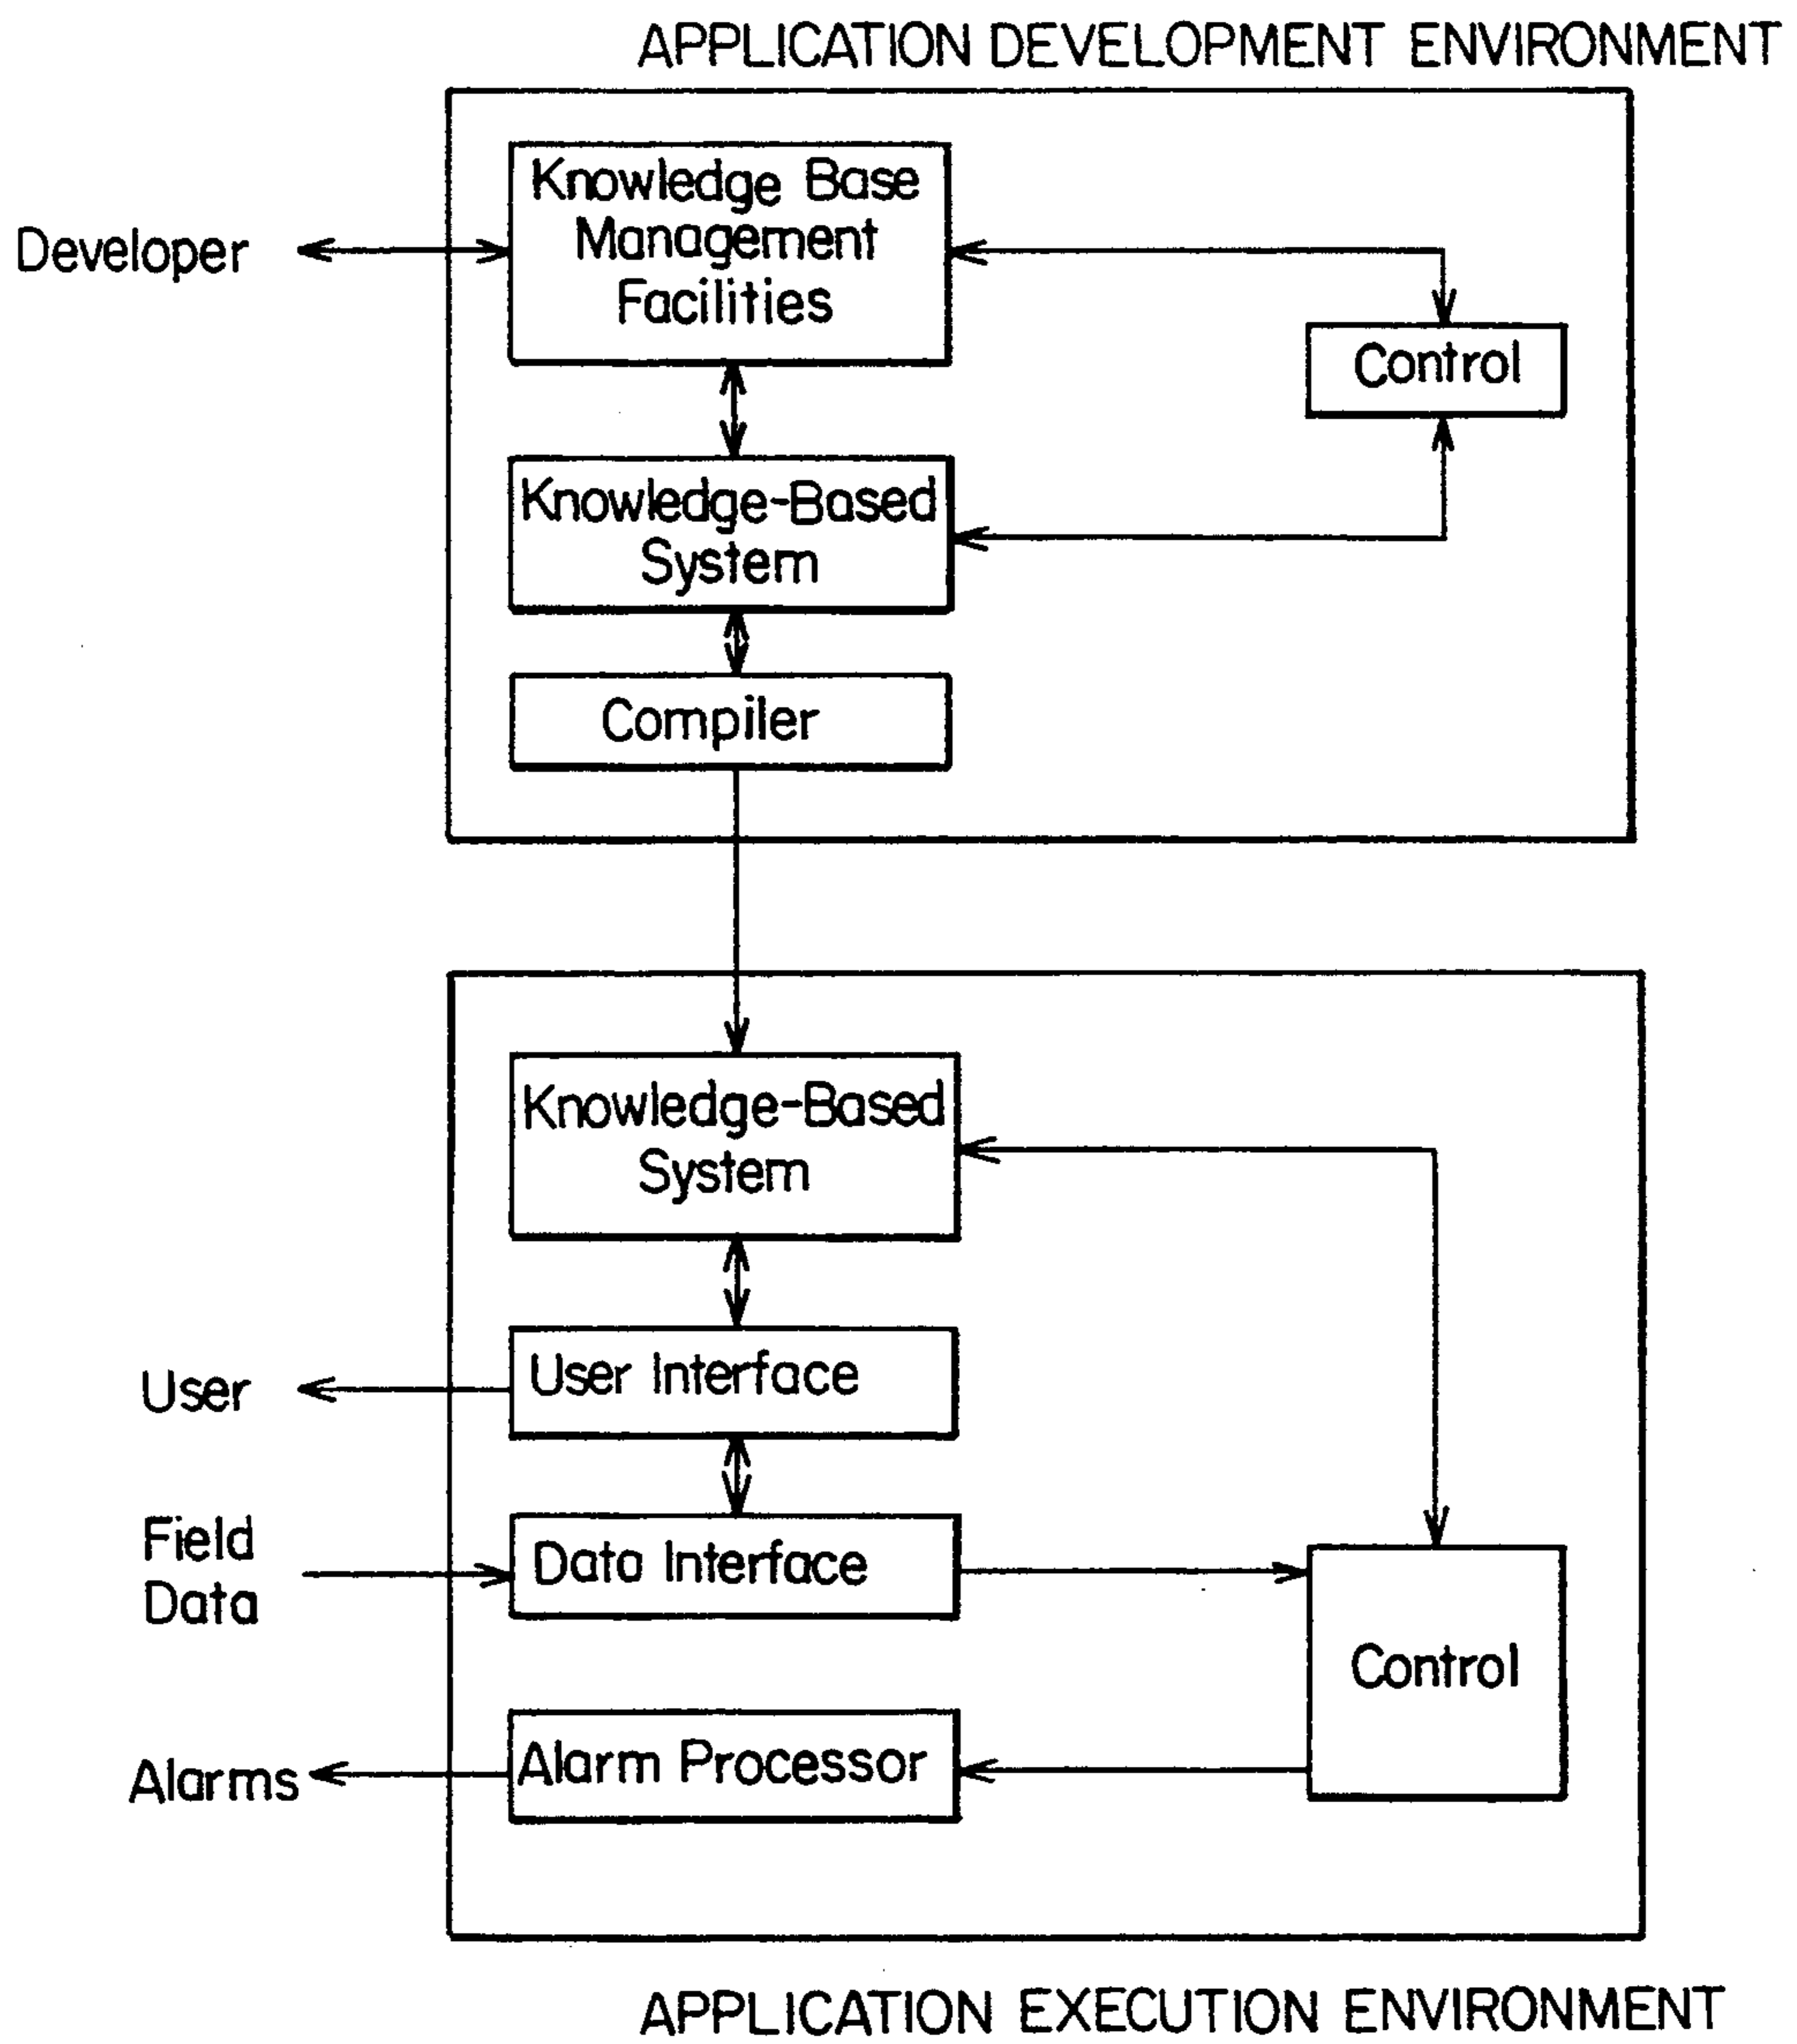 APPLICATION DEVELOPMENT ENVIRONMENT
Knowledge Base
Management
Facilities
Developer
Control
Knowledge-Based
System
Compiler
Knowledge-Based
System
User Interface
User
Field
Data
Data Interface
Control
Alarm Processor
Alarms
APPLICATION EXECUTION ENVIRONMENT